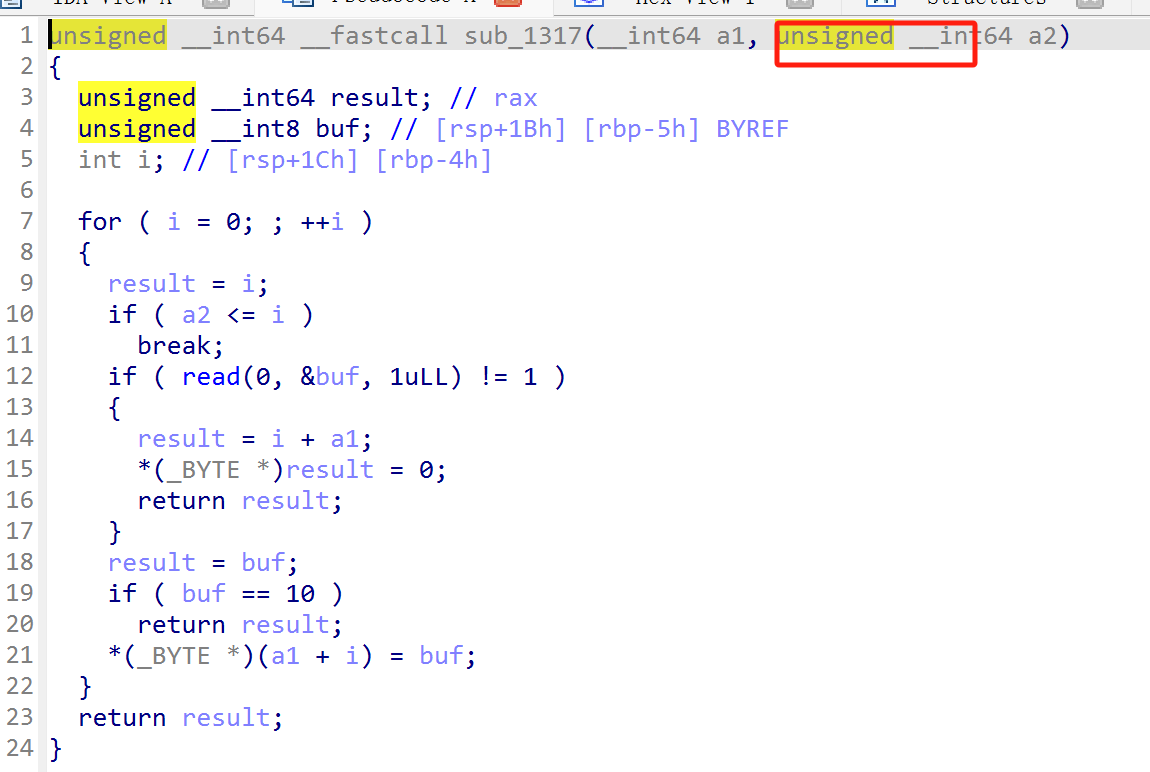 IDA View-A Pseudocode-A Hex View-1 Structures
1 unsigned __int64 __fastcall sub_1317(__int64 a1, unsigned __int64 a2)
2 {
3 unsigned __int64 result; // rax
4 unsigned __int8 buf; // [rsp+1Bh] [rbp-5h] BYREF
5 int i; // [rsp+1Ch] [rbp-4h]
6
7 for ( i = 0; ; ++i )
8 {
9 result = i;
10 if ( a2 <= i )
11 break;
12 if ( read(0, &buf, 1uLL) != 1 )
13 {
14 result = i + a1;
15 *(_BYTE *)result = 0;
16 return result;
17 }
18 result = buf;
19 if ( buf == 10 )
20 return result;
21 *(_BYTE *)(a1 + i) = buf;
22 }
23 return result;
24 }